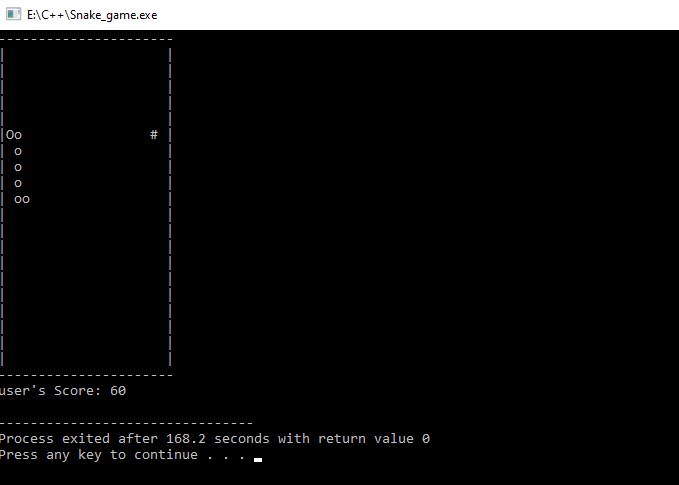 E:\C++\Snake_game.exe
----------------------
|                    |
|                    |
|                    |
|                    |
|                    |
|Oo                # |
| o                  |
| o                  |
| o                  |
| oo                 |
|                    |
|                    |
|                    |
|                    |
|                    |
|                    |
|                    |
|                    |
|                    |
|                    |
----------------------
user's Score: 60
--------------------------------
Process exited after 168.2 seconds with return value 0
Press any key to continue . . .